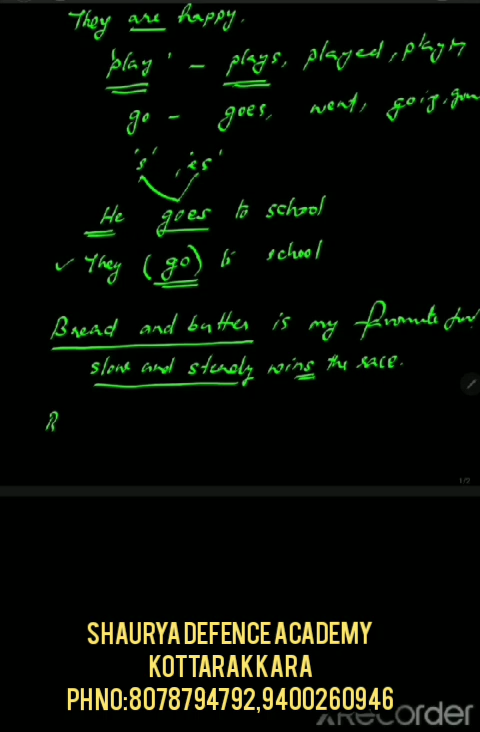 They are happy.
'play' - plays, played, playing
go - goes, went, going, gone
's', 'es'
He goes to school
✓ They (go) to school
Bread and butter is my favourite
slow and steady wins the race.
R
1/7
SHAURYA DEFENCE ACADEMY
KOTTARAKKARA
PHNO:8078794792,9400260946
XRecorder